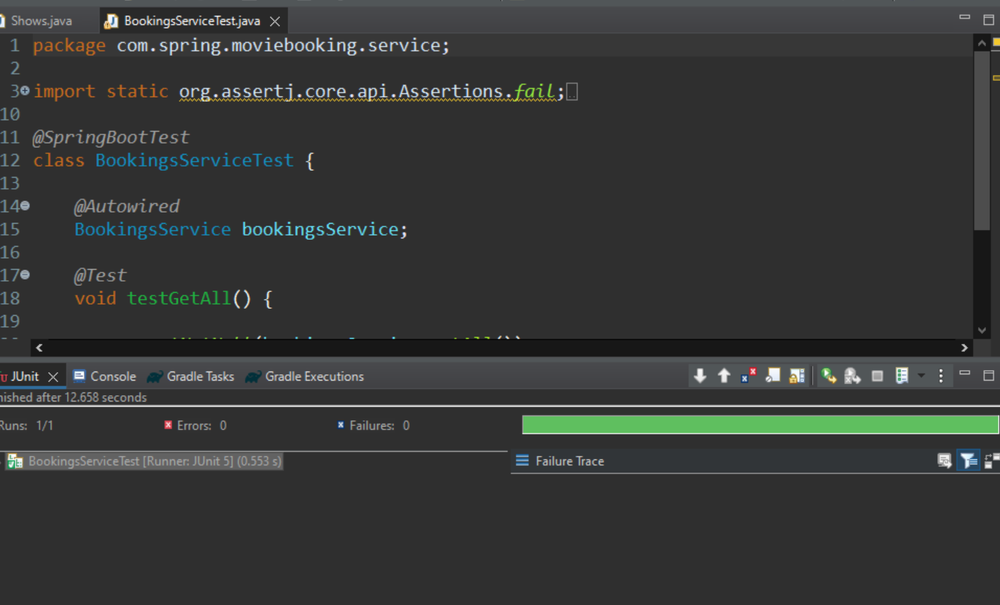 Shows.java BookingsServiceTest.java
1 package com.spring.moviebooking.service;
2
3 import static org.assertj.core.api.Assertions.fail;
10
11 @SpringBootTest
12 class BookingsServiceTest {
13
14 @Autowired
15 BookingsService bookingsService;
16
17 @Test
18 void testGetAll() {
19
JUnit Console Gradle Tasks Gradle Executions
after 12.658 seconds
Runs: 1/1 Errors: 0 Failures: 0
BookingsServiceTest [Runner: JUnit 5] (0.553 s) Failure Trace